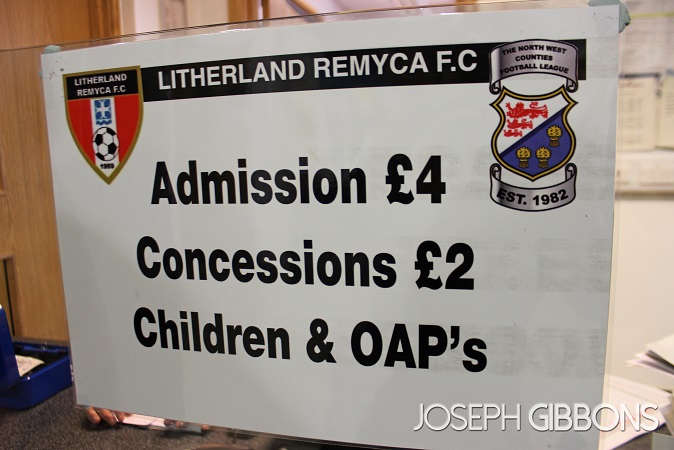 LITHERLAND
REMYCA F.C
1959
LITHERLAND REMYCA F.C
THE NORTH WEST
COUNTIES
FOOTBALL LEAGUE
EST. 1982
Admission £4
Concessions £2
Children & OAP's
JOSEPH GIBBONS